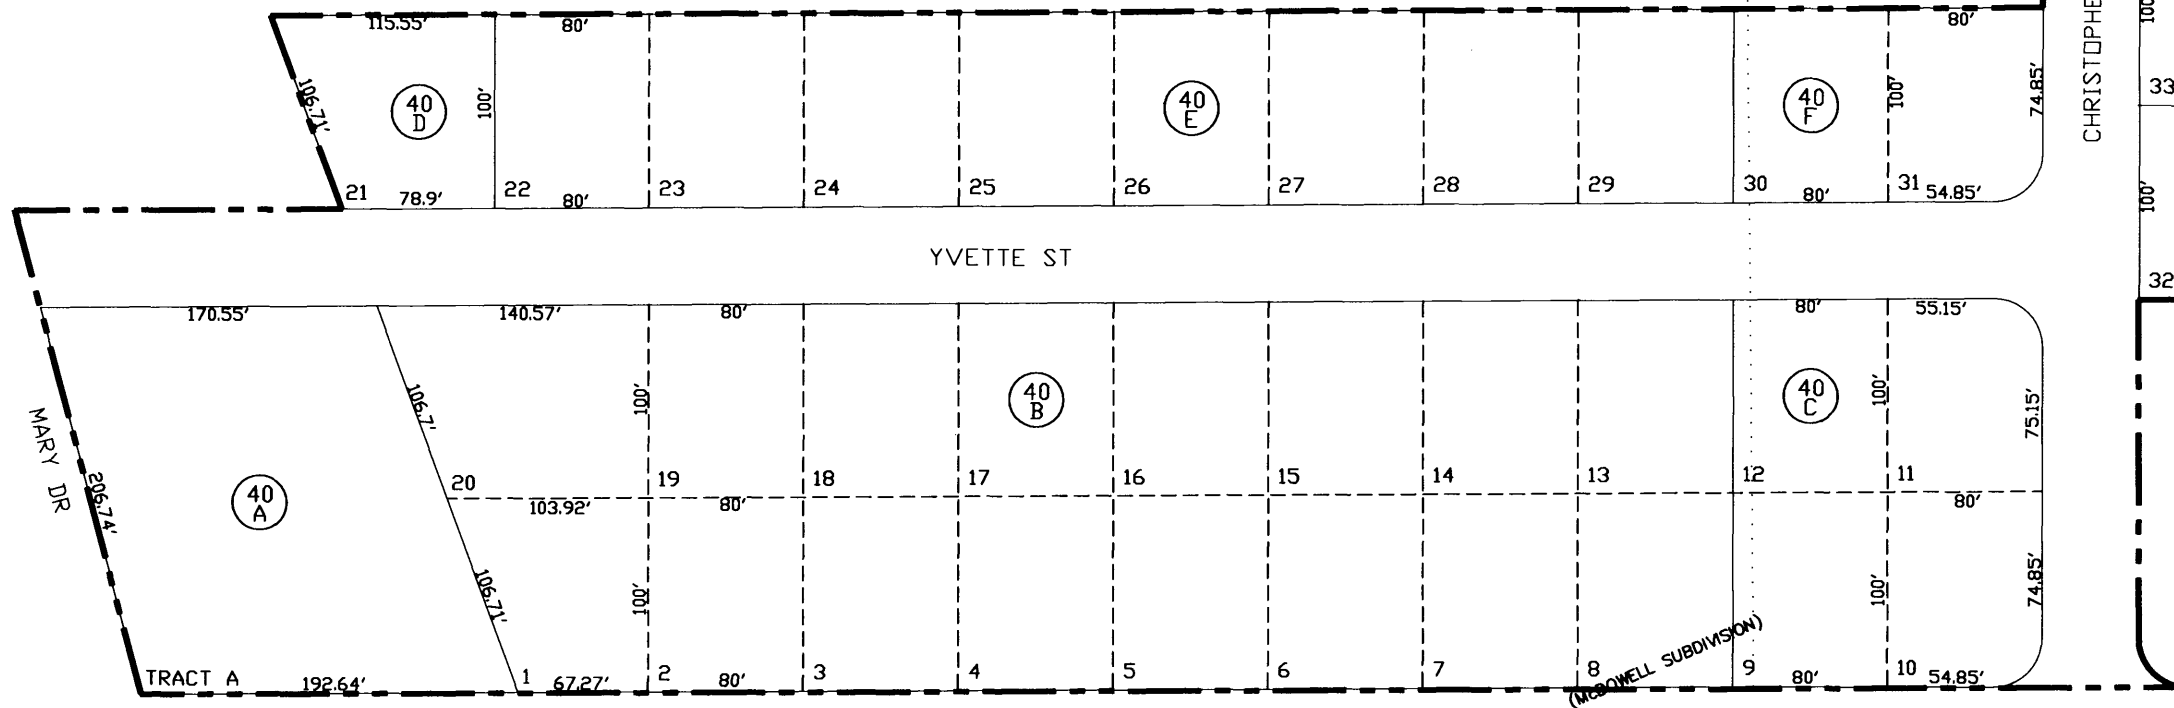 115.55' 80' 80'
106.71' 100' 100' 74.85'
40 D
40 E
40 F
CHRISTOPHE
100'
33
100'
32
21 78.9' 22 80' 23 24 25 26 27 28 29 30 80' 31 54.85'
YVETTE ST
170.55' 140.57' 80' 80' 55.15'
106.7' 100' 100' 75.15'
40 B
40 C
MARY DR
206.74'
40 A
20 19 18 17 16 15 14 13 12 11
103.92' 80' 80'
106.71' 100' 100' 74.85'
(McDOWELL SUBDIVISION)
TRACT A 192.64' 1 67.27' 2 80' 3 4 5 6 7 8 9 80' 10 54.85'